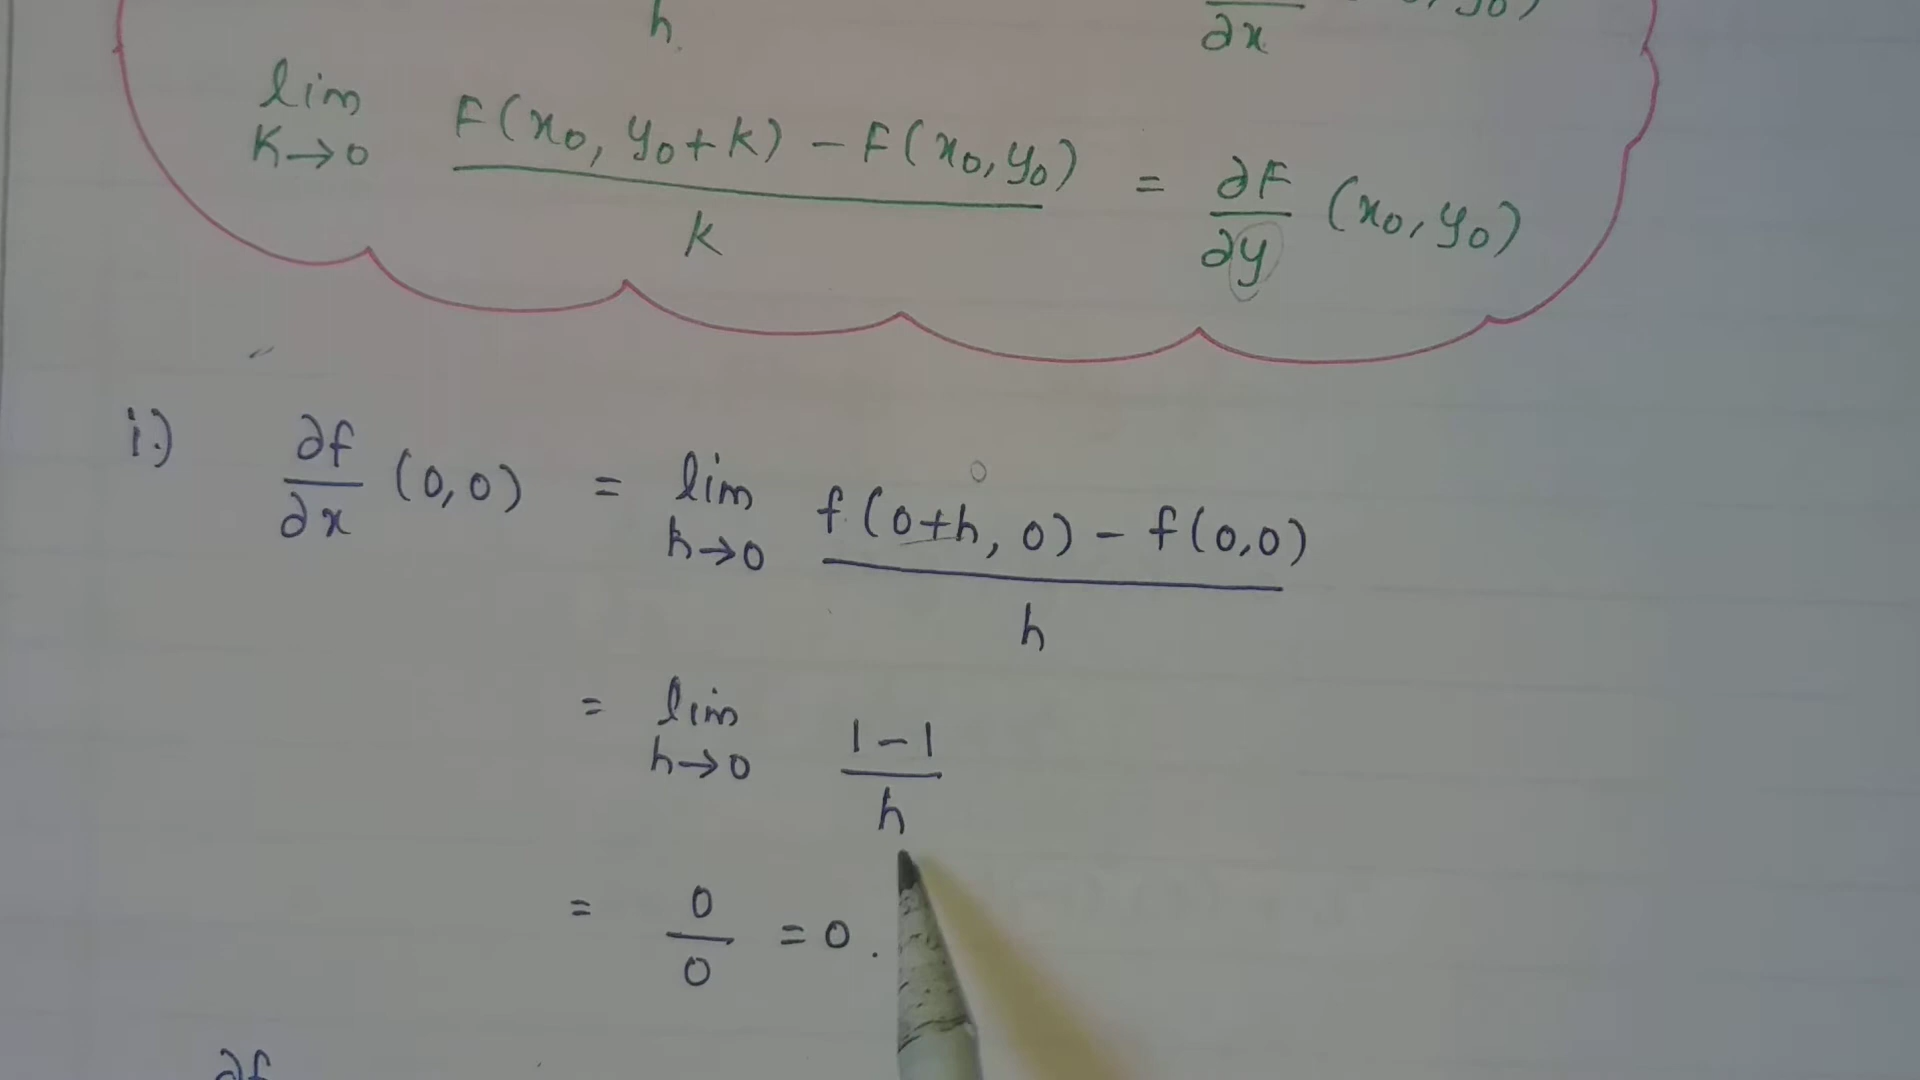 h
∂x
lim K→0 F(x₀, y₀+k) – F(x₀, y₀) / k = ∂F/∂y (x₀, y₀)
i.) ∂f/∂x (0,0) = lim h→0 f(0+h, 0) – f(0,0) / h
= lim h→0 1–1 / h
= 0/0 = 0.
∂f